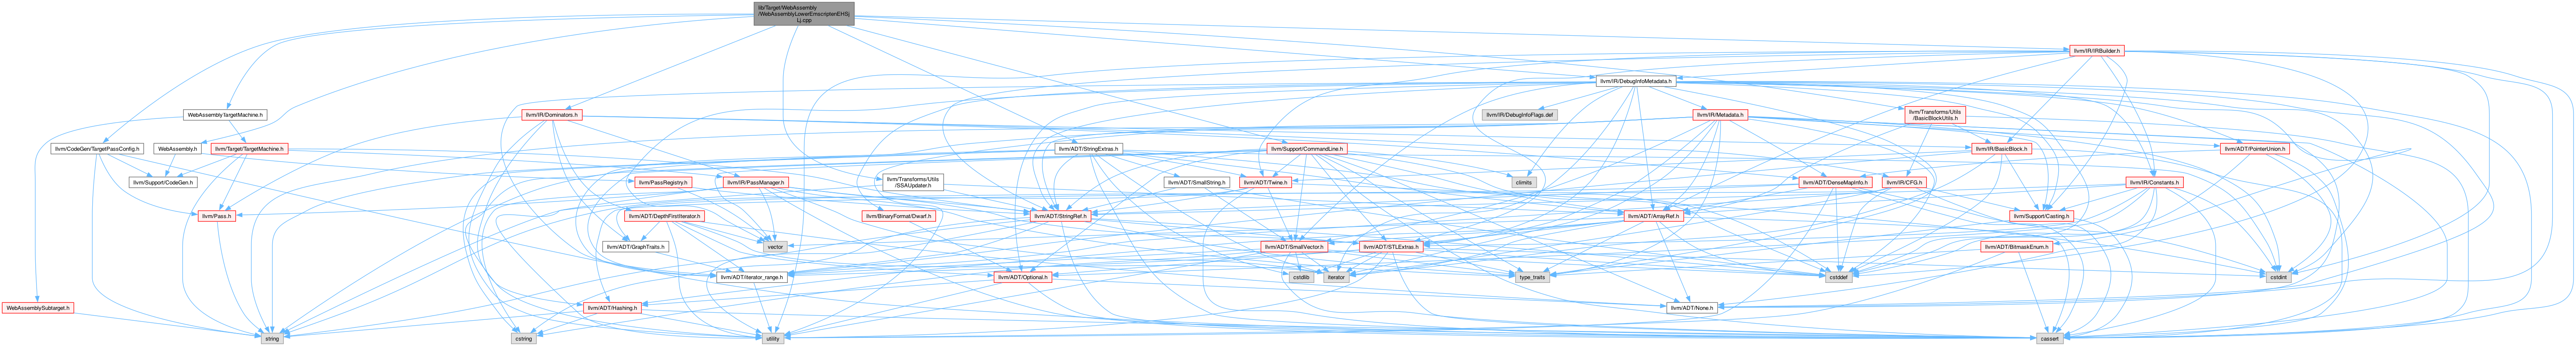 lib/Target/WebAssembly
/WebAssemblyLowerEmscriptenEHSj
Lj.cpp
llvm/IR/IRBuilder.h
llvm/IR/DebugInfoMetadata.h
WebAssemblyTargetMachine.h
llvm/IR/Dominators.h
llvm/IR/DebugInfoFlags.def
llvm/IR/Metadata.h
llvm/Transforms/Utils
/BasicBlockUtils.h
llvm/CodeGen/TargetPassConfig.h
WebAssembly.h
llvm/Target/TargetMachine.h
llvm/ADT/StringExtras.h
llvm/Support/CommandLine.h
llvm/IR/BasicBlock.h
llvm/ADT/PointerUnion.h
llvm/Support/CodeGen.h
llvm/PassRegistry.h
llvm/IR/PassManager.h
llvm/Transforms/Utils
/SSAUpdater.h
llvm/ADT/SmallString.h
llvm/ADT/Twine.h
climits
llvm/ADT/DenseMapInfo.h
llvm/IR/CFG.h
llvm/IR/Constants.h
llvm/Pass.h
llvm/ADT/DepthFirstIterator.h
llvm/BinaryFormat/Dwarf.h
llvm/ADT/StringRef.h
llvm/ADT/ArrayRef.h
llvm/Support/Casting.h
llvm/ADT/GraphTraits.h
vector
llvm/ADT/SmallVector.h
llvm/ADT/STLExtras.h
llvm/ADT/BitmaskEnum.h
llvm/ADT/iterator_range.h
llvm/ADT/Optional.h
cstdlib
iterator
type_traits
cstddef
cstdint
WebAssemblySubtarget.h
llvm/ADT/Hashing.h
llvm/ADT/None.h
string
cstring
utility
cassert